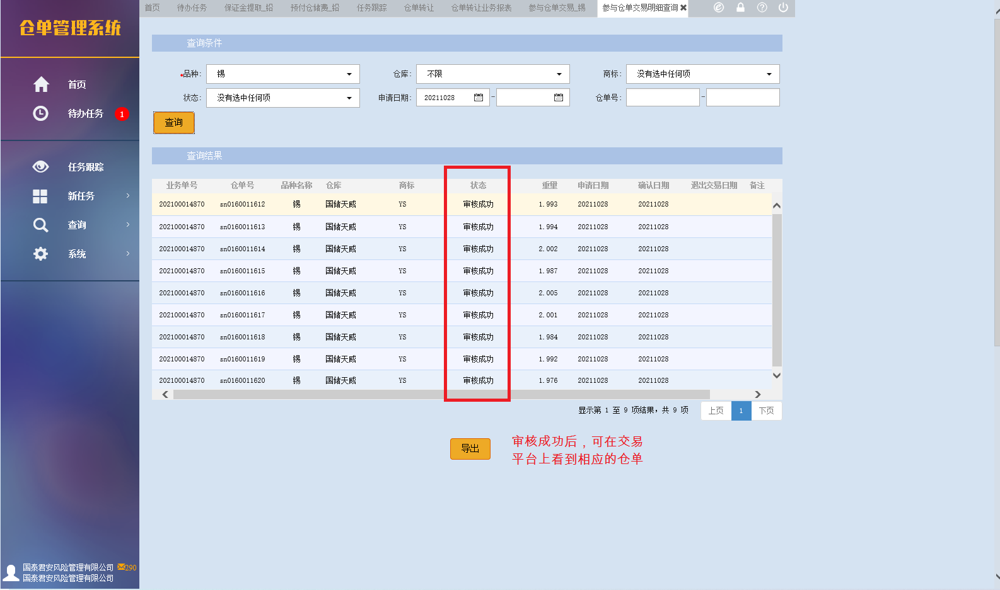 仓单管理系统
首页 待办任务 保证金提取_铅 预付仓储费_铅 任务跟踪 仓单转让 仓单转让业务报表 参与仓单交易_锡 参与仓单交易明细查询
首页
待办任务 1
任务跟踪
新任务
查询
系统
国泰君安风险管理有限公司 290
国泰君安风险管理有限公司
查询条件
品种: 锡 仓库: 不限 商标: 没有选中任何项
状态: 没有选中任何项 申请日期: 20211028 - 仓单号: -
查询
查询结果
业务单号 仓单号 品种名称 仓库 商标 状态 重量 申请日期 确认日期 退出交易日期 备注
202100014870 sn0160011612 锡 国储天威 YS 审核成功 1.993 20211028 20211028
202100014870 sn0160011613 锡 国储天威 YS 审核成功 1.994 20211028 20211028
202100014870 sn0160011614 锡 国储天威 YS 审核成功 2.002 20211028 20211028
202100014870 sn0160011615 锡 国储天威 YS 审核成功 1.987 20211028 20211028
202100014870 sn0160011616 锡 国储天威 YS 审核成功 2.005 20211028 20211028
202100014870 sn0160011617 锡 国储天威 YS 审核成功 2.001 20211028 20211028
202100014870 sn0160011618 锡 国储天威 YS 审核成功 1.984 20211028 20211028
202100014870 sn0160011619 锡 国储天威 YS 审核成功 1.992 20211028 20211028
202100014870 sn0160011620 锡 国储天威 YS 审核成功 1.976 20211028 20211028
显示第 1 至 9 项结果，共 9 项 上页 1 下页
导出
审核成功后，可在交易
平台上看到相应的仓单